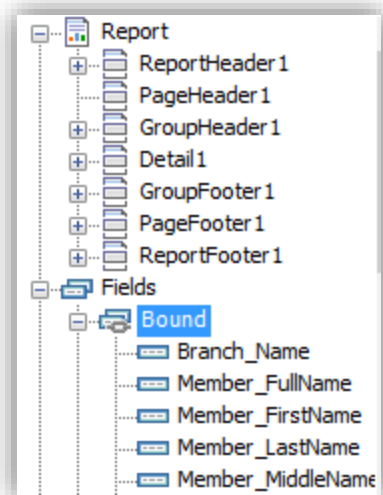 Report
ReportHeader1
PageHeader1
GroupHeader1
Detail1
GroupFooter1
PageFooter1
ReportFooter1
Fields
Bound
Branch_Name
Member_FullName
Member_FirstName
Member_LastName
Member_MiddleName